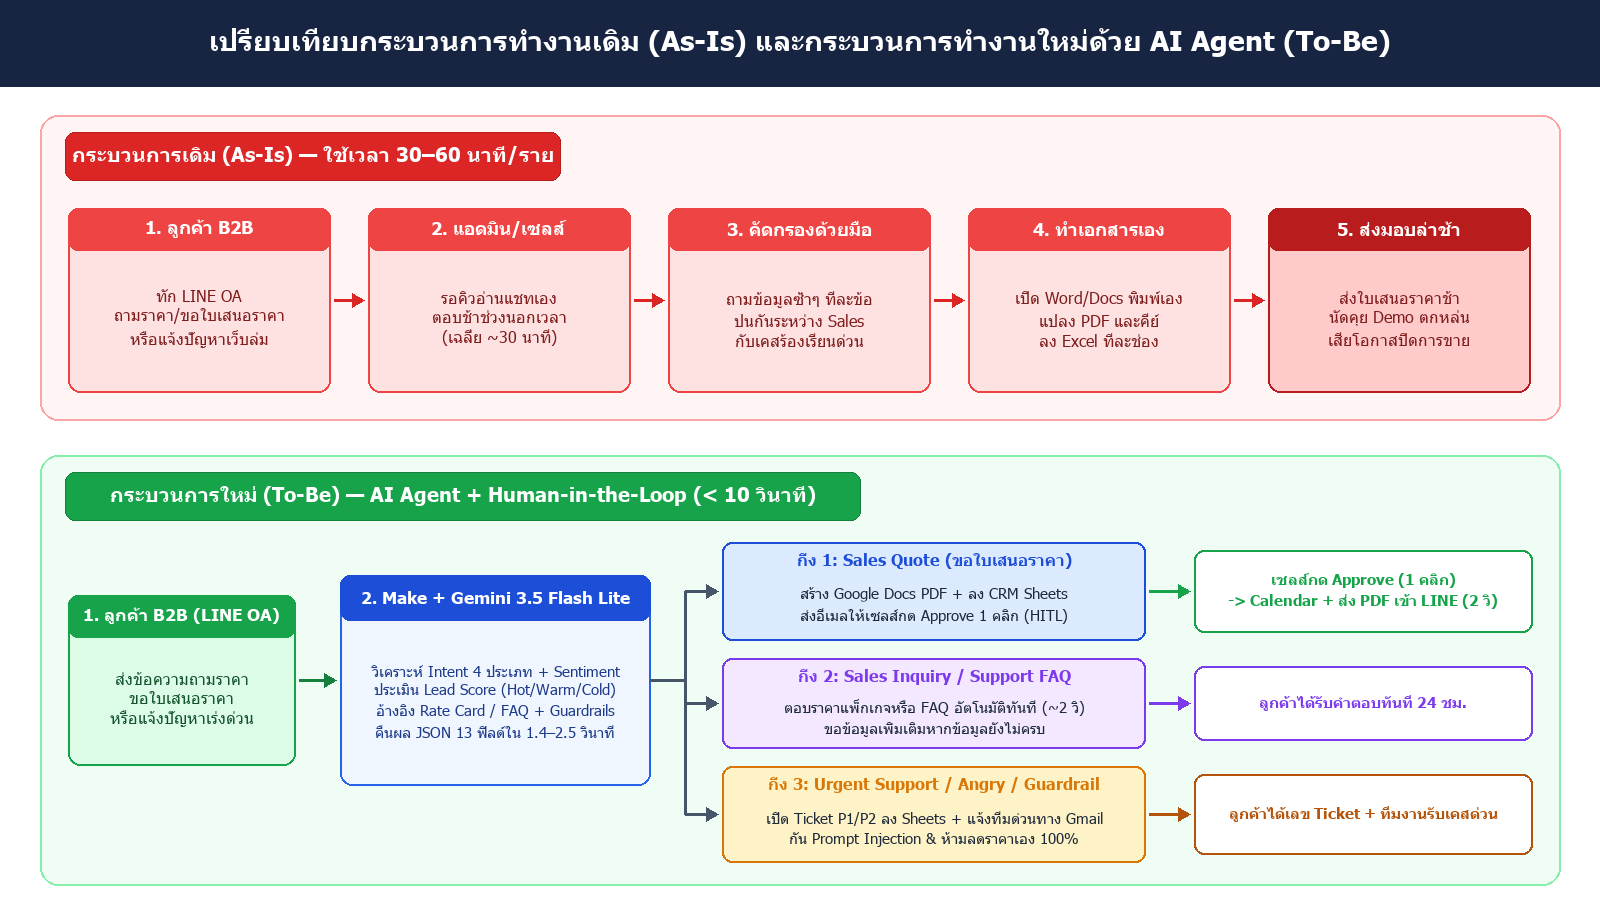 เปรียบเทียบกระบวนการทำงานเดิม (As-Is) และกระบวนการทำงานใหม่ด้วย AI Agent (To-Be)
กระบวนการเดิม (As-Is) — ใช้เวลา 30–60 นาที/ราย
1. ลูกค้า B2B
ทัก LINE OA
ถามราคา/ขอใบเสนอราคา
หรือแจ้งปัญหาเว็บล่ม
2. แอดมิน/เซลส์
รอคิวอ่านแชทเอง
ตอบช้าช่วงนอกเวลา
(เฉลี่ย ~30 นาที)
3. คัดกรองด้วยมือ
ถามข้อมูลซ้ำๆ ทีละข้อ
ปนกันระหว่าง Sales
กับเคสร้องเรียนด่วน
4. ทำเอกสารเอง
เปิด Word/Docs พิมพ์เอง
แปลง PDF และคีย์
ลง Excel ทีละช่อง
5. ส่งมอบล่าช้า
ส่งใบเสนอราคาช้า
นัดคุย Demo ตกหล่น
เสียโอกาสปิดการขาย
กระบวนการใหม่ (To-Be) — AI Agent + Human-in-the-Loop (< 10 วินาที)
1. ลูกค้า B2B (LINE OA)
ส่งข้อความถามราคา
ขอใบเสนอราคา
หรือแจ้งปัญหาเร่งด่วน
2. Make + Gemini 3.5 Flash Lite
วิเคราะห์ Intent 4 ประเภท + Sentiment
ประเมิน Lead Score (Hot/Warm/Cold)
อ้างอิง Rate Card / FAQ + Guardrails
คืนผล JSON 13 ฟิลด์ใน 1.4–2.5 วินาที
กิ่ง 1: Sales Quote (ขอใบเสนอราคา)
สร้าง Google Docs PDF + ลง CRM Sheets
ส่งอีเมลให้เซลส์กด Approve 1 คลิก (HITL)
เซลส์กด Approve (1 คลิก)
-> Calendar + ส่ง PDF เข้า LINE (2 วิ)
กิ่ง 2: Sales Inquiry / Support FAQ
ตอบราคาแพ็กเกจหรือ FAQ อัตโนมัติทันที (~2 วิ)
ขอข้อมูลเพิ่มเติมหากข้อมูลยังไม่ครบ
ลูกค้าได้รับคำตอบทันที 24 ชม.
กิ่ง 3: Urgent Support / Angry / Guardrail
เปิด Ticket P1/P2 ลง Sheets + แจ้งทีมด่วนทาง Gmail
กัน Prompt Injection & ห้ามลดราคาเอง 100%
ลูกค้าได้เลข Ticket + ทีมงานรับเคสด่วน